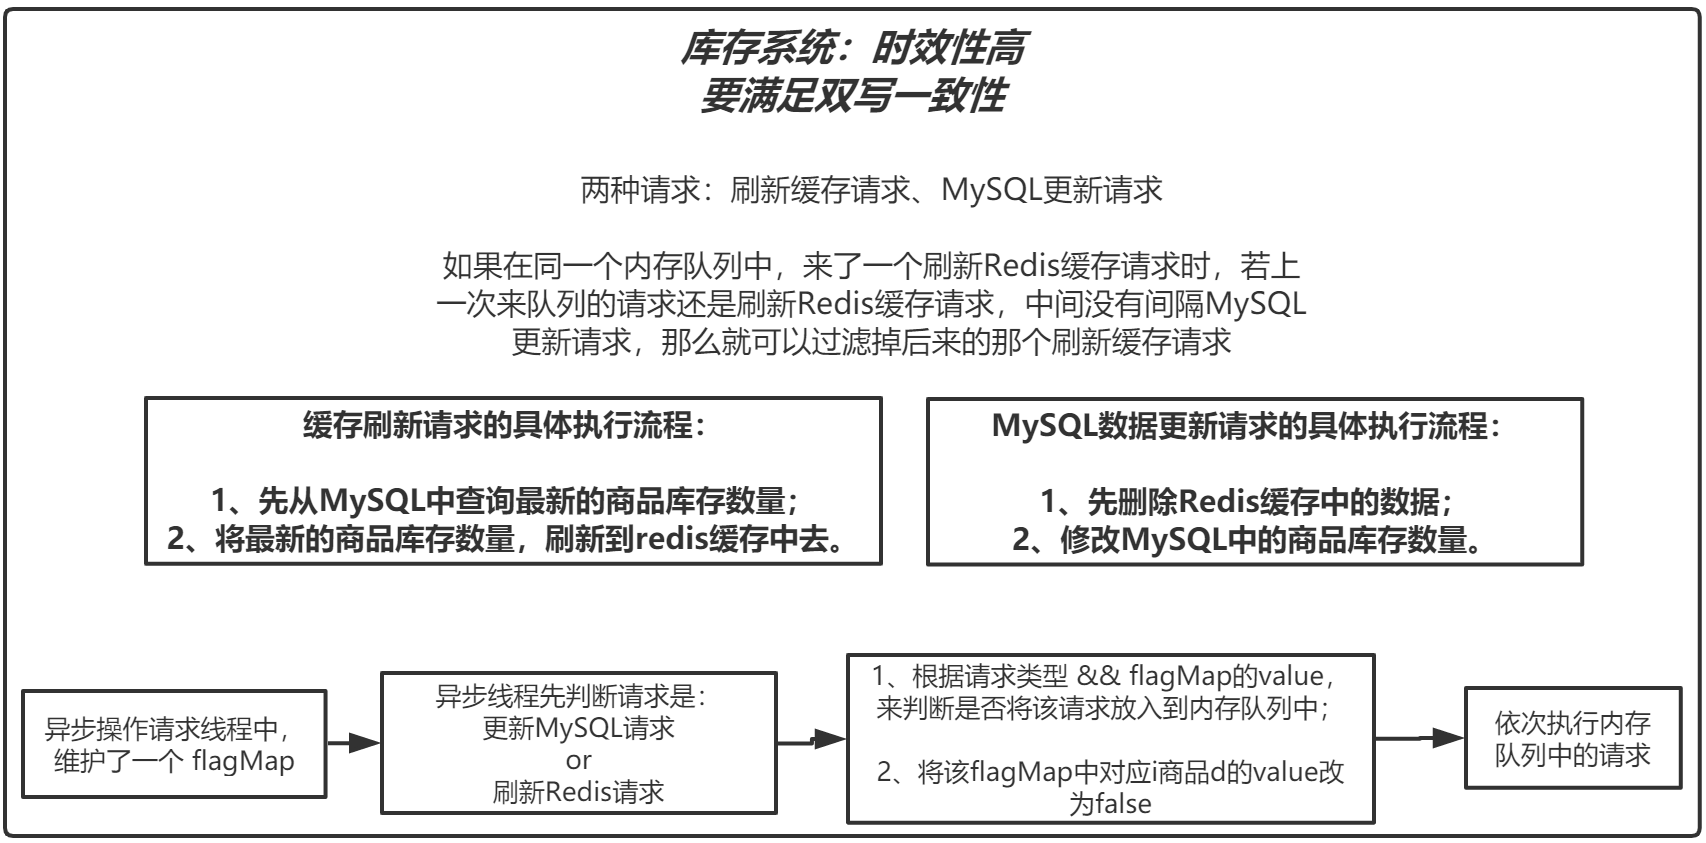 库存系统：时效性高
要满足双写一致性
两种请求：刷新缓存请求、MySQL更新请求
如果在同一个内存队列中，来了一个刷新Redis缓存请求时，若上
一次来队列的请求还是刷新Redis缓存请求，中间没有间隔MySQL
更新请求，那么就可以过滤掉后来的那个刷新缓存请求
缓存刷新请求的具体执行流程：
1、先从MySQL中查询最新的商品库存数量；
2、将最新的商品库存数量，刷新到redis缓存中去。
MySQL数据更新请求的具体执行流程：
1、先删除Redis缓存中的数据；
2、修改MySQL中的商品库存数量。
异步操作请求线程中，
维护了一个 flagMap
异步线程先判断请求是：
更新MySQL请求
or
刷新Redis请求
1、根据请求类型 && flagMap的value，
来判断是否将该请求放入到内存队列中；
2、将该flagMap中对应i商品d的value改
为false
依次执行内存
队列中的请求